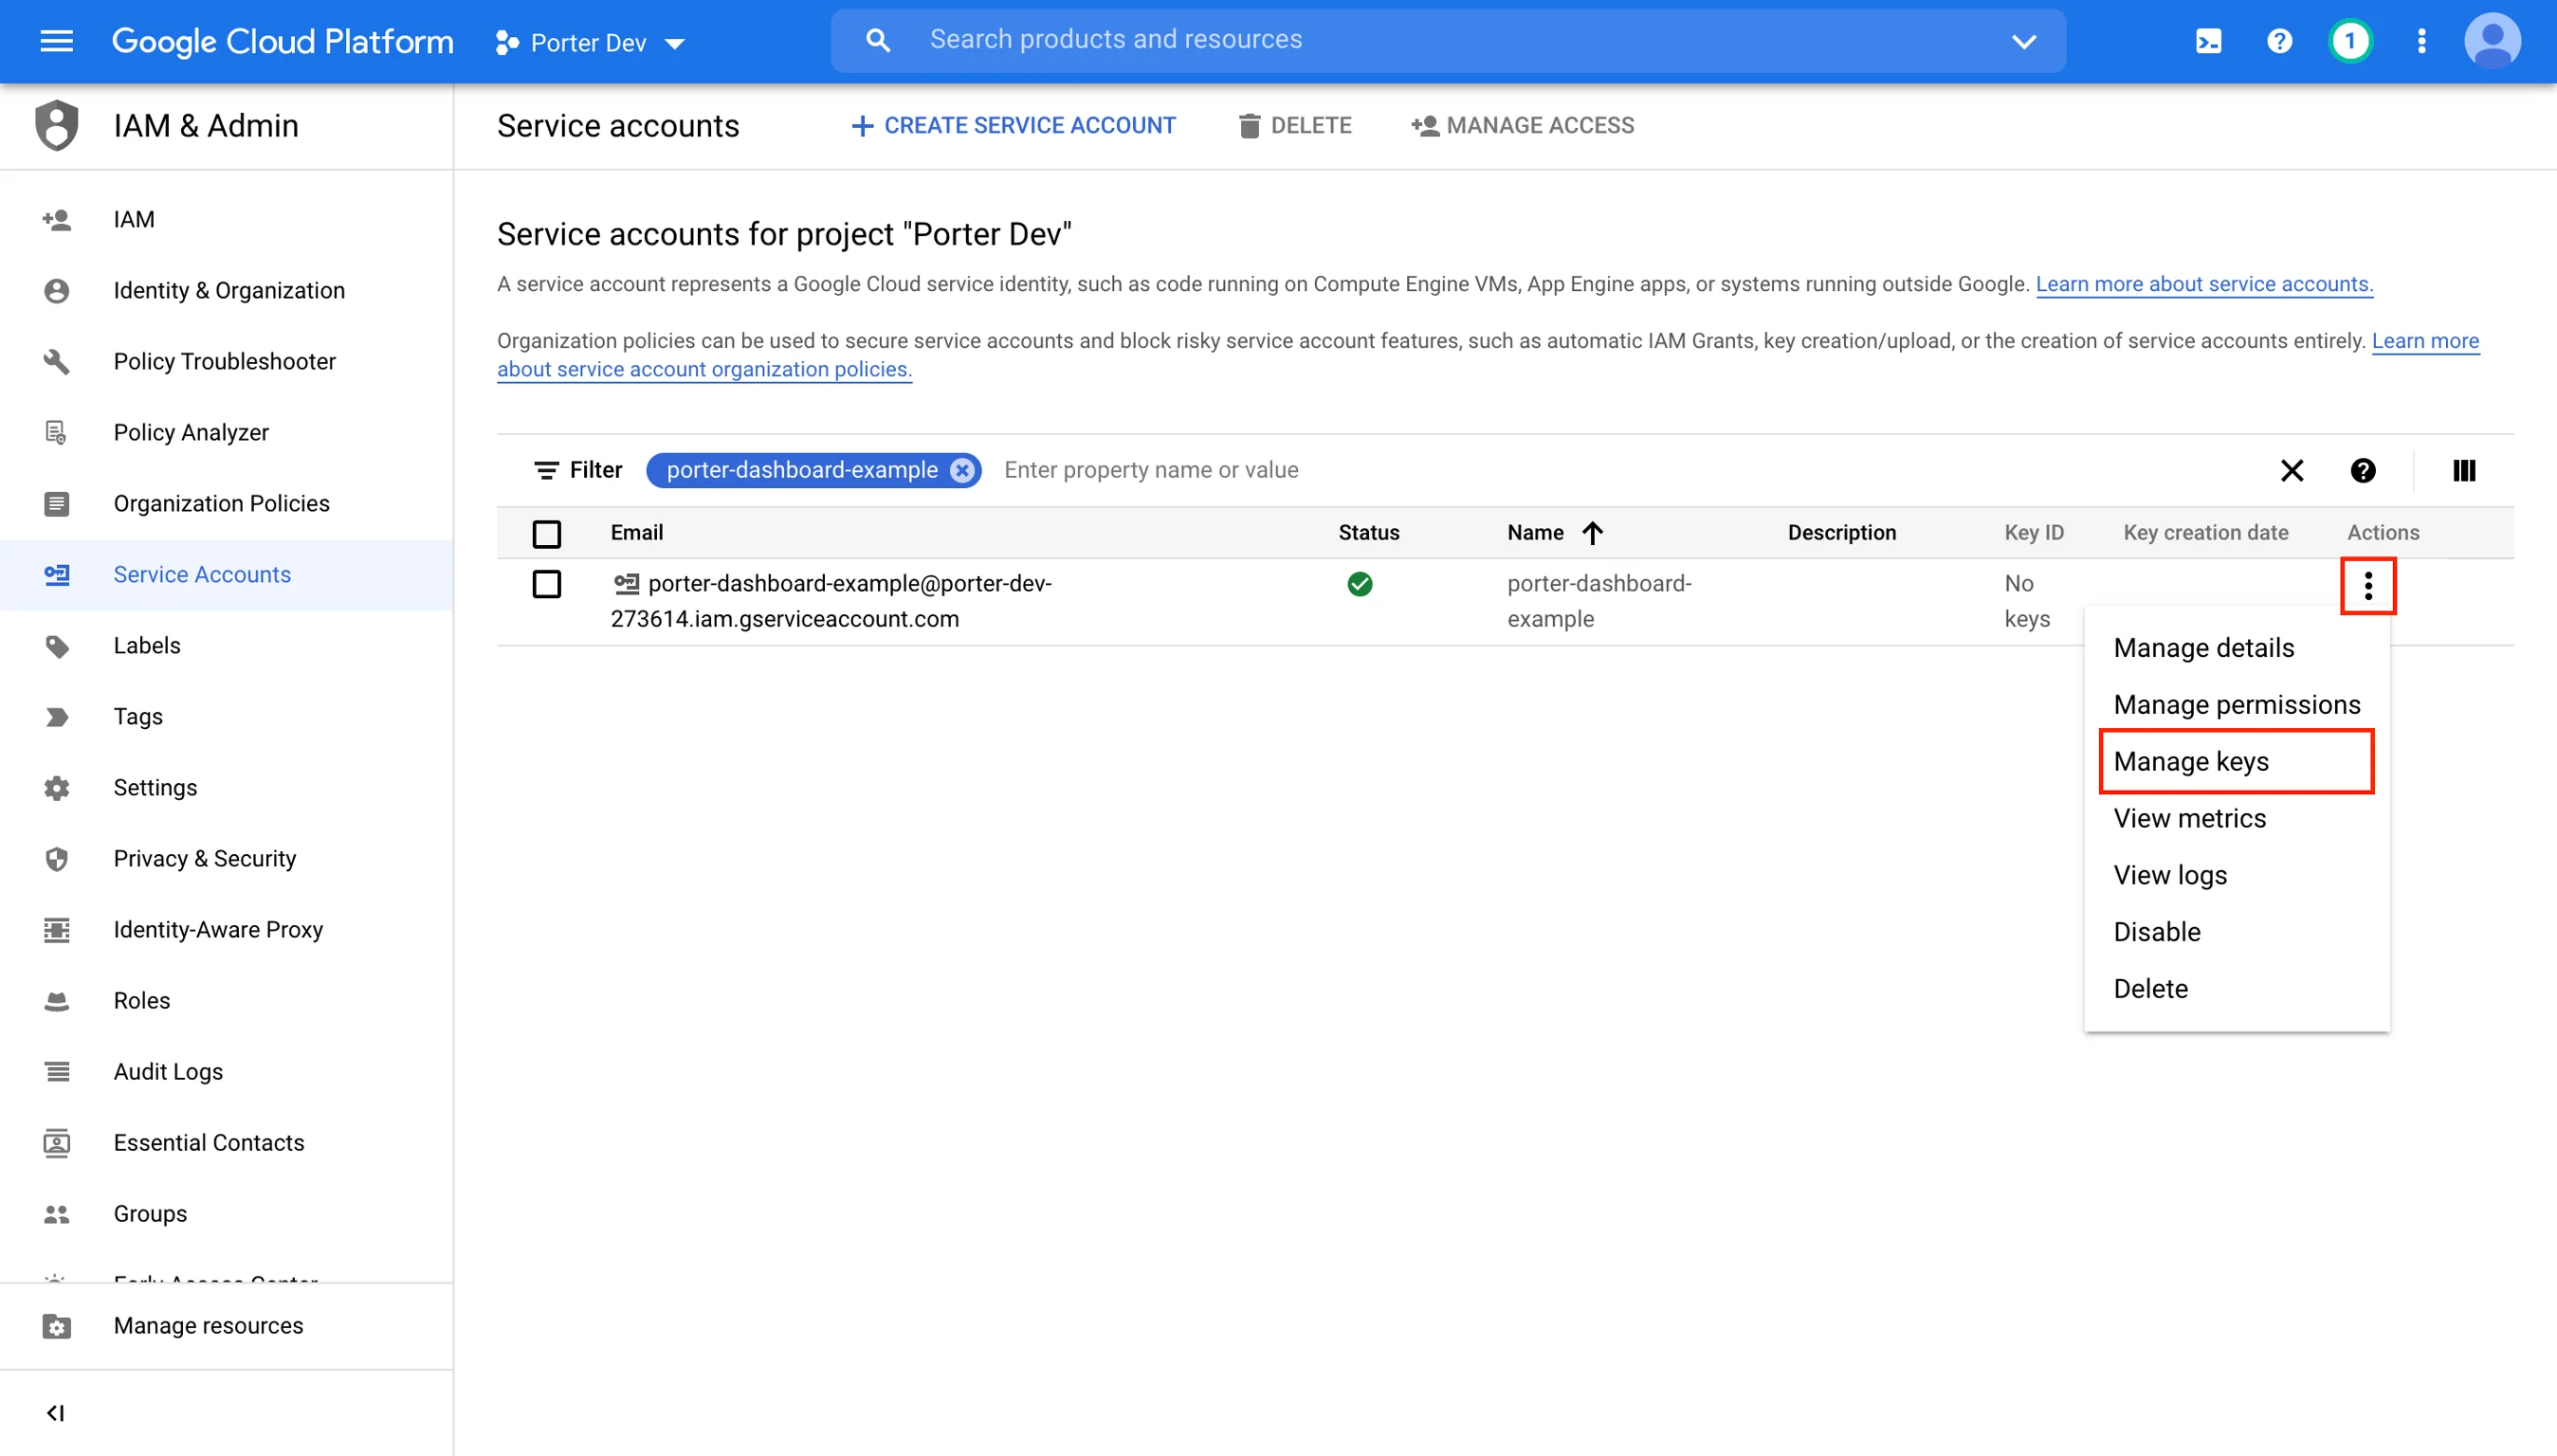 Google Cloud Platform
Porter Dev
Search products and resources
1
IAM & Admin
Service accounts
CREATE SERVICE ACCOUNT
DELETE
MANAGE ACCESS
IAM
Identity & Organization
Policy Troubleshooter
Policy Analyzer
Organization Policies
Service Accounts
Labels
Tags
Settings
Privacy & Security
Identity-Aware Proxy
Roles
Audit Logs
Essential Contacts
Groups
Early Access Center
Manage resources
Service accounts for project "Porter Dev"
A service account represents a Google Cloud service identity, such as code running on Compute Engine VMs, App Engine apps, or systems running outside Google. Learn more about service accounts.
Organization policies can be used to secure service accounts and block risky service account features, such as automatic IAM Grants, key creation/upload, or the creation of service accounts entirely. Learn more
about service account organization policies.
Filter
porter-dashboard-example
Enter property name or value
Email
Status
Name
Description
Key ID
Key creation date
Actions
porter-dashboard-example@porter-dev-
273614.iam.gserviceaccount.com
porter-dashboard-
example
No
keys
Manage details
Manage permissions
Manage keys
View metrics
View logs
Disable
Delete